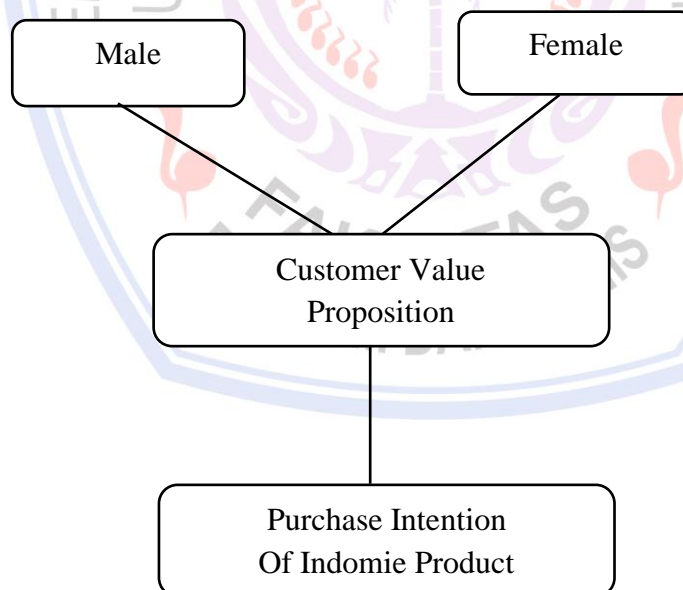 Male
Female
Customer Value
Proposition
Purchase Intention
Of Indomie Product